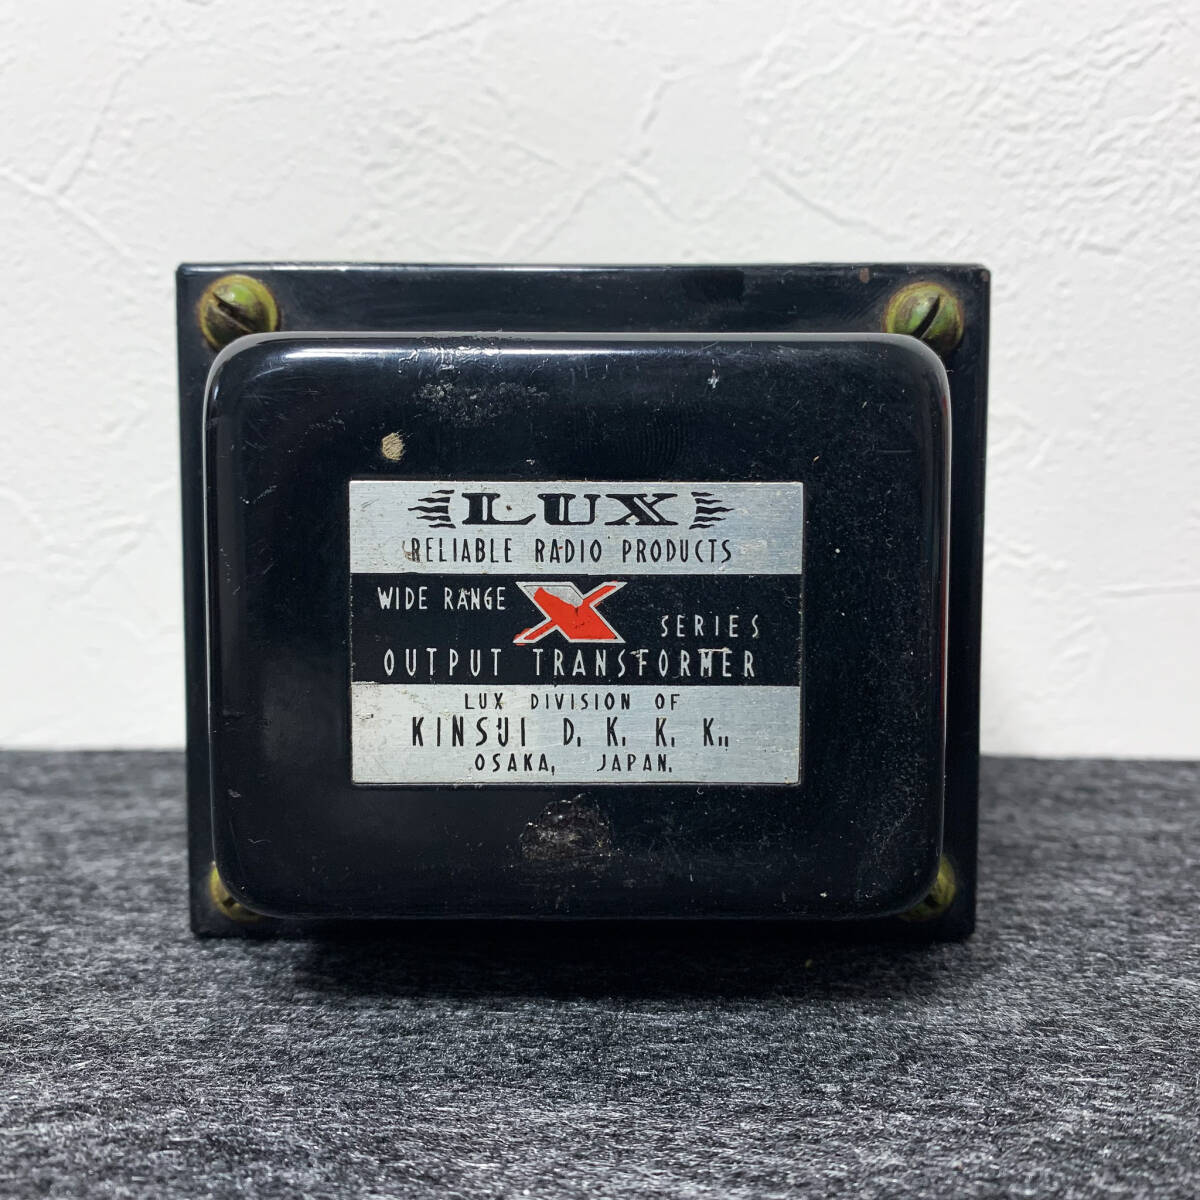 LUX
RELIABLE RADIO PRODUCTS
WIDE RANGE X SERIES
OUTPUT TRANSFORMER
LUX DIVISION OF
KINSUI D. K. K. K.,
OSAKA, JAPAN.